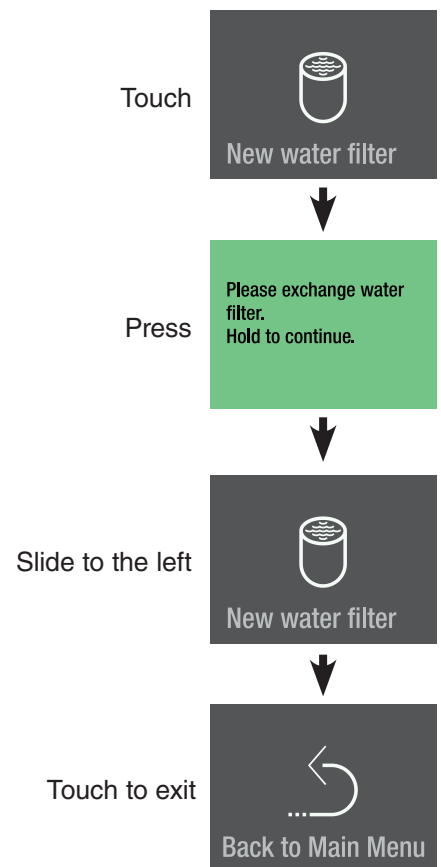 Touch
New water filter
Press
Please exchange water
filter.
Hold to continue.
Slide to the left
New water filter
Touch to exit
Back to Main Menu